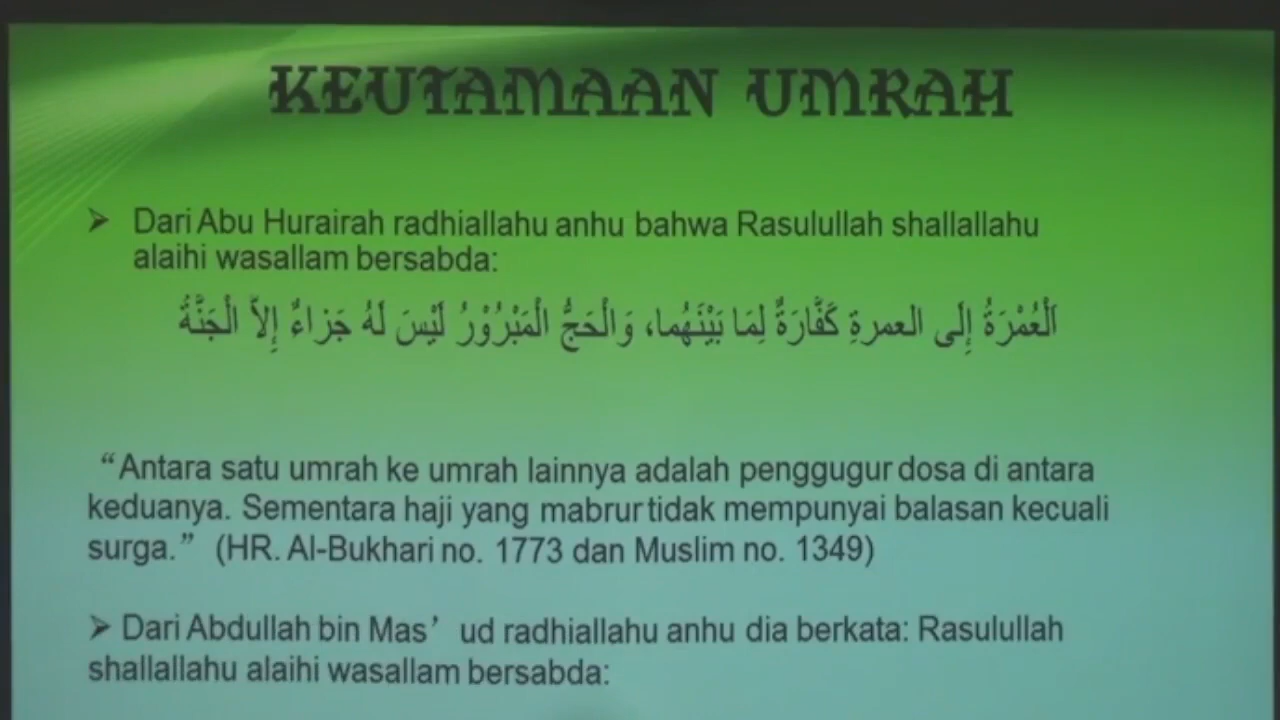 KEUTAMAAN UMRAH
➢ Dari Abu Hurairah radhiallahu anhu bahwa Rasulullah shallallahu
alaihi wasallam bersabda:
اَلْعُمْرَةُ إِلَى العمرةِ كَفَّارَةٌ لِمَا بَيْنَهُما، وَالْحَجُّ الْمَبْرُوْرُ لَيْسَ لَهُ جَزاءٌ إِلاَّ الْجَنَّةُ
“Antara satu umrah ke umrah lainnya adalah penggugur dosa di antara
keduanya. Sementara haji yang mabrur tidak mempunyai balasan kecuali
surga.” (HR. Al-Bukhari no. 1773 dan Muslim no. 1349)
➢ Dari Abdullah bin Mas’ ud radhiallahu anhu dia berkata: Rasulullah
shallallahu alaihi wasallam bersabda: